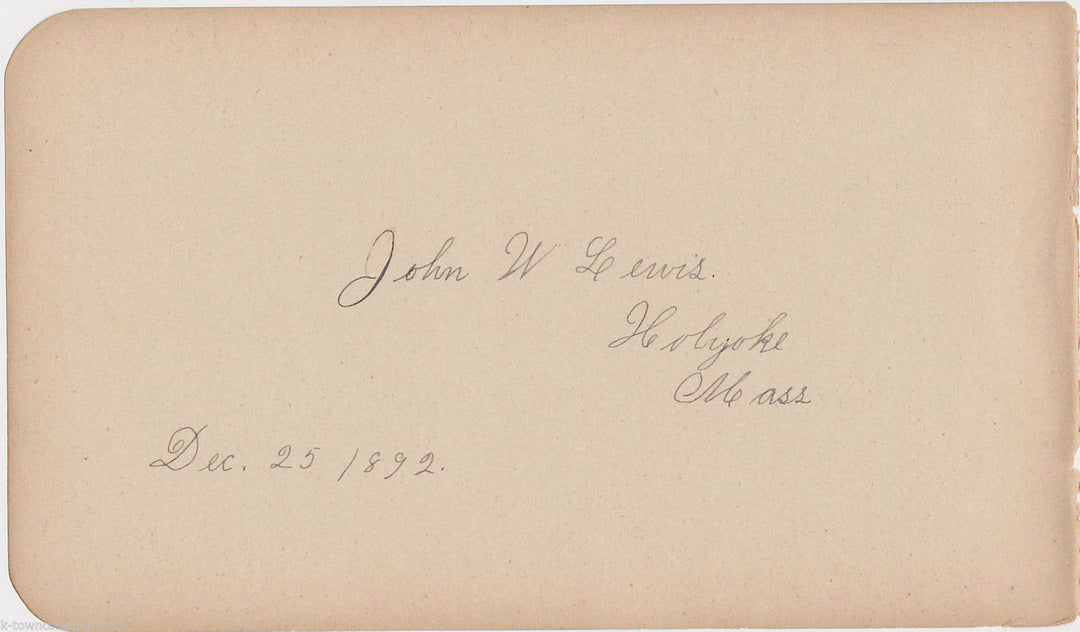 John W Lewis.
Holyoke
Mass
Dec. 25 1892.